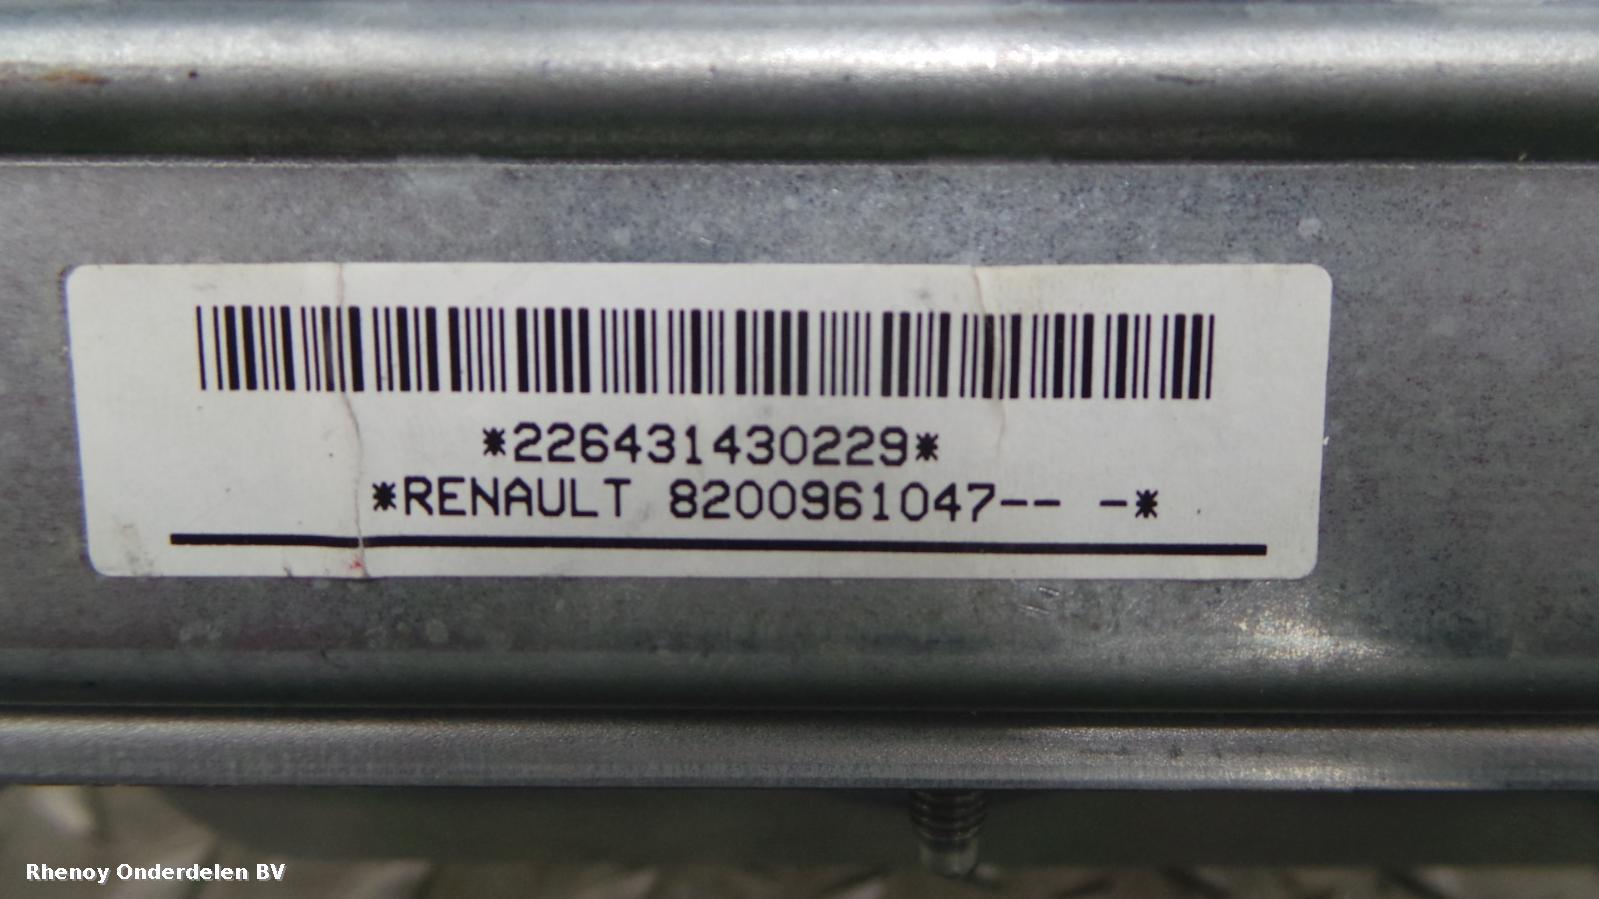 *226431430229*
*RENAULT 8200961047-- -*
Rhenoy Onderdelen BV